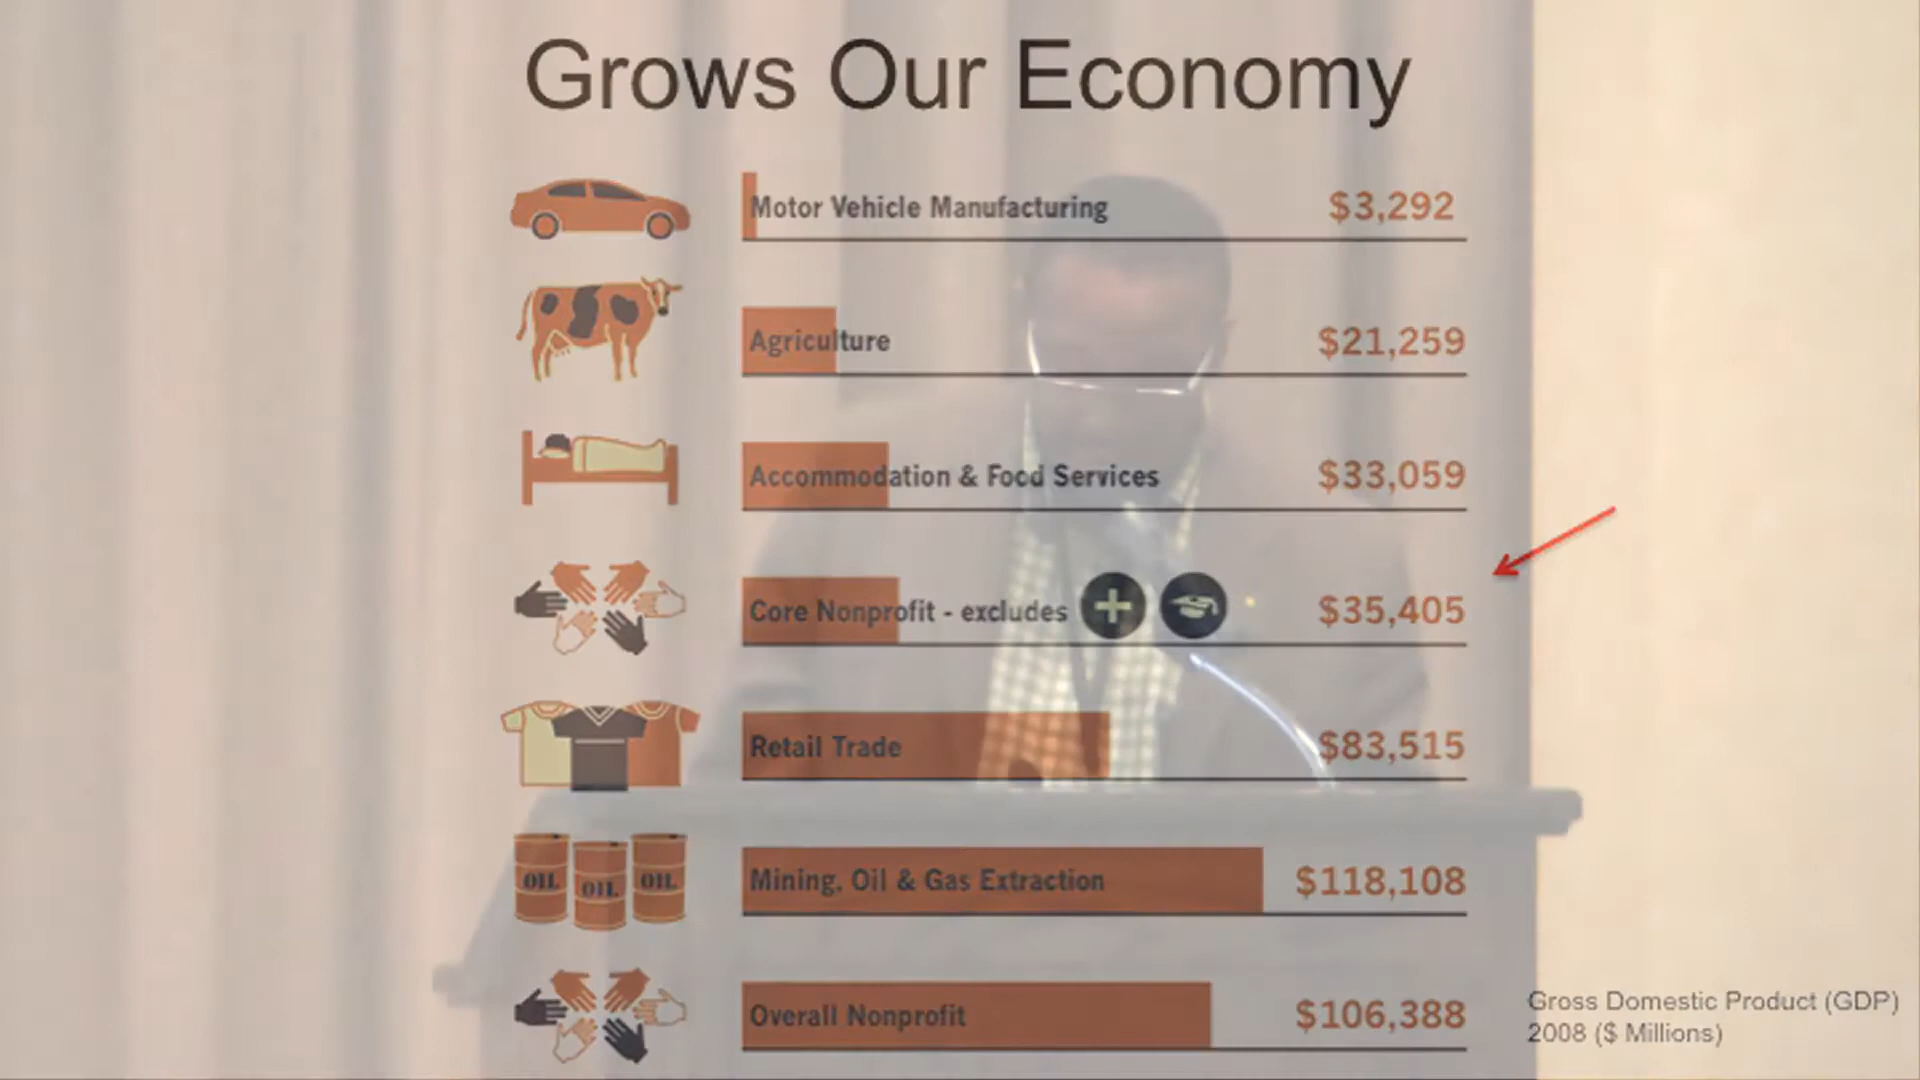 Grows Our Economy
Motor Vehicle Manufacturing $3,292
Agriculture $21,259
Accommodation & Food Services $33,059
Core Nonprofit - excludes $35,405
Retail Trade $83,515
OIL OIL OIL
Mining, Oil & Gas Extraction $118,108
Overall Nonprofit $106,388
Gross Domestic Product (GDP)
2008 ($ Millions)